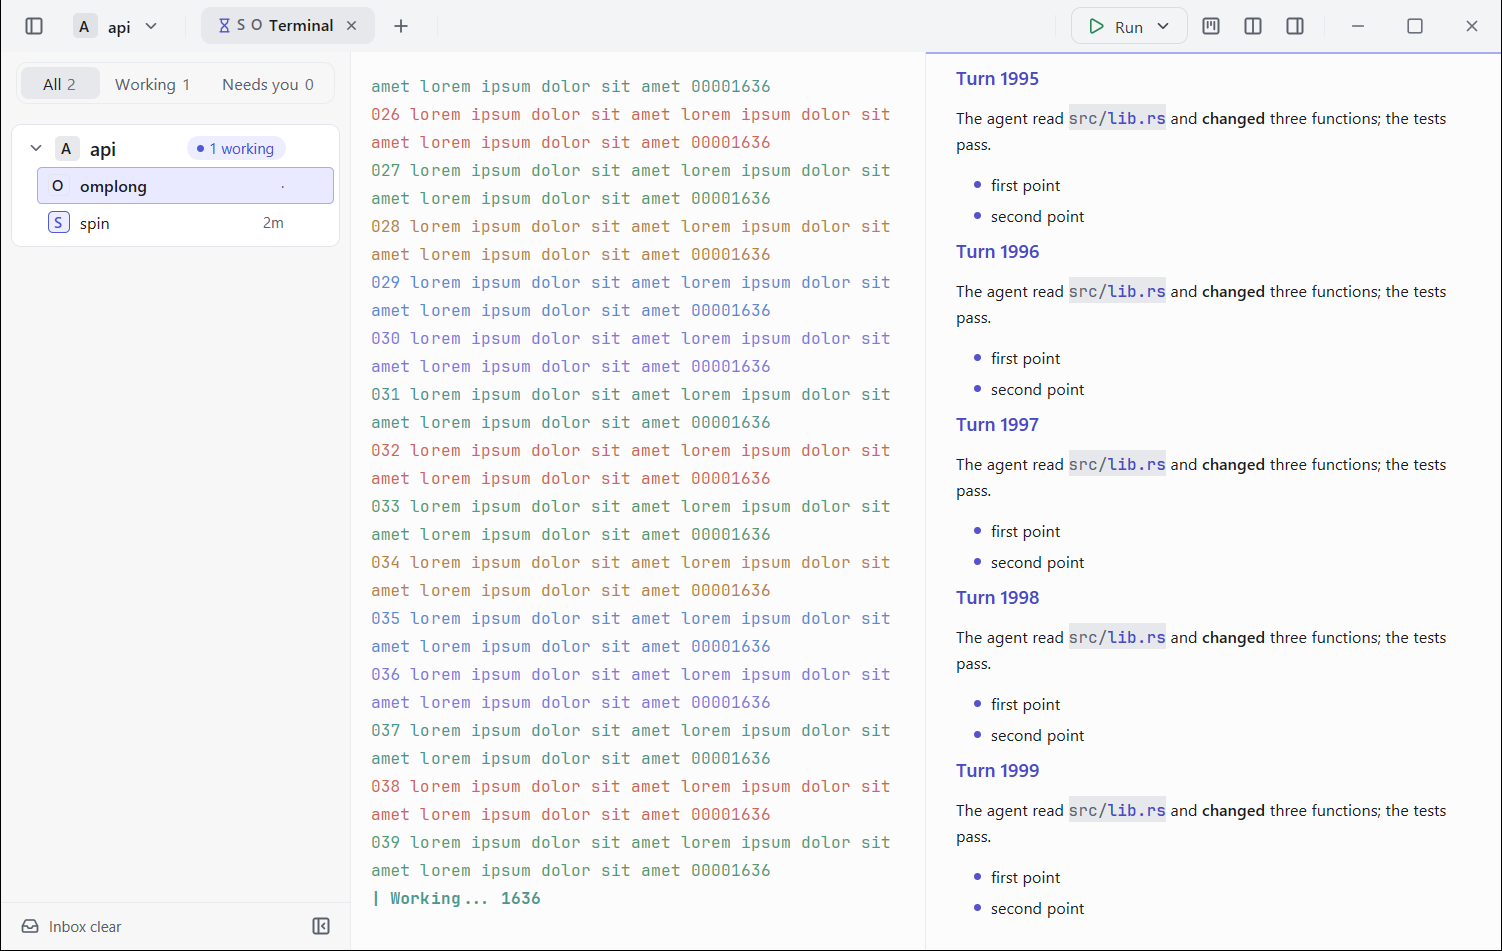 A api
S O Terminal
Run
All 2 Working 1 Needs you 0
A api 1 working
O omplong
S spin 2m
Inbox clear
amet lorem ipsum dolor sit amet 00001636
026 lorem ipsum dolor sit amet lorem ipsum dolor sit
amet lorem ipsum dolor sit amet 00001636
027 lorem ipsum dolor sit amet lorem ipsum dolor sit
amet lorem ipsum dolor sit amet 00001636
028 lorem ipsum dolor sit amet lorem ipsum dolor sit
amet lorem ipsum dolor sit amet 00001636
029 lorem ipsum dolor sit amet lorem ipsum dolor sit
amet lorem ipsum dolor sit amet 00001636
030 lorem ipsum dolor sit amet lorem ipsum dolor sit
amet lorem ipsum dolor sit amet 00001636
031 lorem ipsum dolor sit amet lorem ipsum dolor sit
amet lorem ipsum dolor sit amet 00001636
032 lorem ipsum dolor sit amet lorem ipsum dolor sit
amet lorem ipsum dolor sit amet 00001636
033 lorem ipsum dolor sit amet lorem ipsum dolor sit
amet lorem ipsum dolor sit amet 00001636
034 lorem ipsum dolor sit amet lorem ipsum dolor sit
amet lorem ipsum dolor sit amet 00001636
035 lorem ipsum dolor sit amet lorem ipsum dolor sit
amet lorem ipsum dolor sit amet 00001636
036 lorem ipsum dolor sit amet lorem ipsum dolor sit
amet lorem ipsum dolor sit amet 00001636
037 lorem ipsum dolor sit amet lorem ipsum dolor sit
amet lorem ipsum dolor sit amet 00001636
038 lorem ipsum dolor sit amet lorem ipsum dolor sit
amet lorem ipsum dolor sit amet 00001636
039 lorem ipsum dolor sit amet lorem ipsum dolor sit
amet lorem ipsum dolor sit amet 00001636
| Working... 1636
Turn 1995
The agent read src/lib.rs and changed three functions; the tests
pass.
• first point
• second point
Turn 1996
The agent read src/lib.rs and changed three functions; the tests
pass.
• first point
• second point
Turn 1997
The agent read src/lib.rs and changed three functions; the tests
pass.
• first point
• second point
Turn 1998
The agent read src/lib.rs and changed three functions; the tests
pass.
• first point
• second point
Turn 1999
The agent read src/lib.rs and changed three functions; the tests
pass.
• first point
• second point